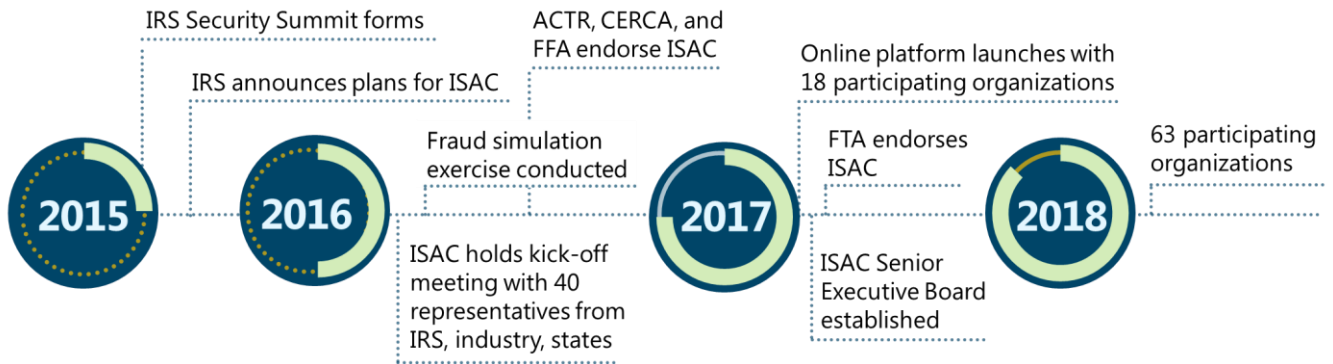 IRS Security Summit forms
IRS announces plans for ISAC
ACTR, CERCA, and
FFA endorse ISAC
Fraud simulation
exercise conducted
Online platform launches with
18 participating organizations
FTA endorses
ISAC
63 participating
organizations
2015
2016
2017
2018
ISAC holds kick-off
meeting with 40
representatives from
IRS, industry, states
ISAC Senior
Executive Board
established